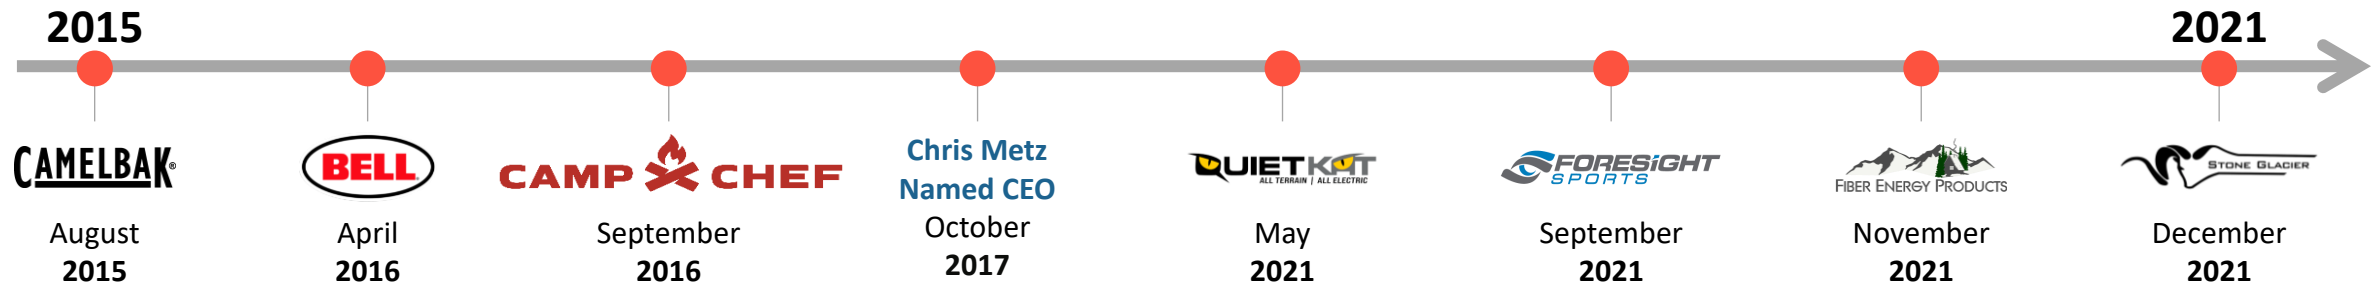 2015
2021
CAMELBAK®
August
2015
BELL
April
2016
CAMP CHEF
September
2016
Chris Metz
Named CEO
October
2017
QUIETKAT
ALL TERRAIN | ALL ELECTRIC
May
2021
FORESIGHT
SPORTS
September
2021
FIBER ENERGY PRODUCTS
November
2021
STONE GLACIER
December
2021